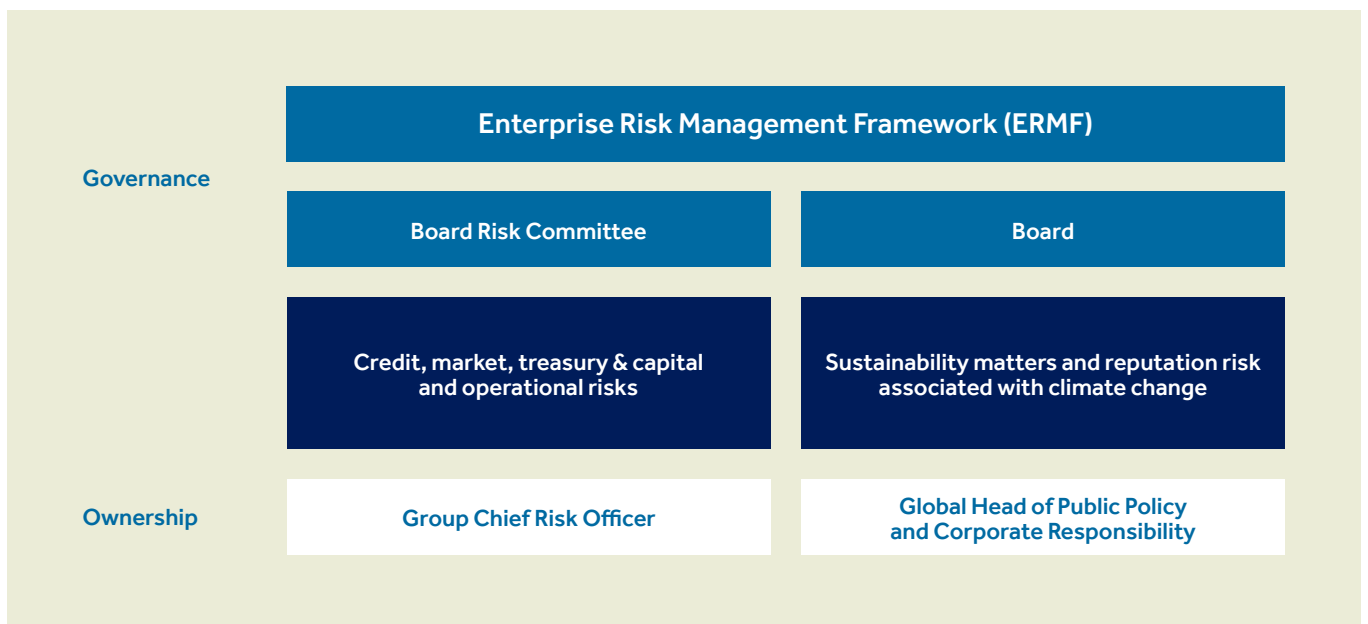 Enterprise Risk Management Framework (ERMF)
Governance
Board Risk Committee
Board
Credit, market, treasury & capital
and operational risks
Sustainability matters and reputation risk
associated with climate change
Ownership
Group Chief Risk Officer
Global Head of Public Policy
and Corporate Responsibility